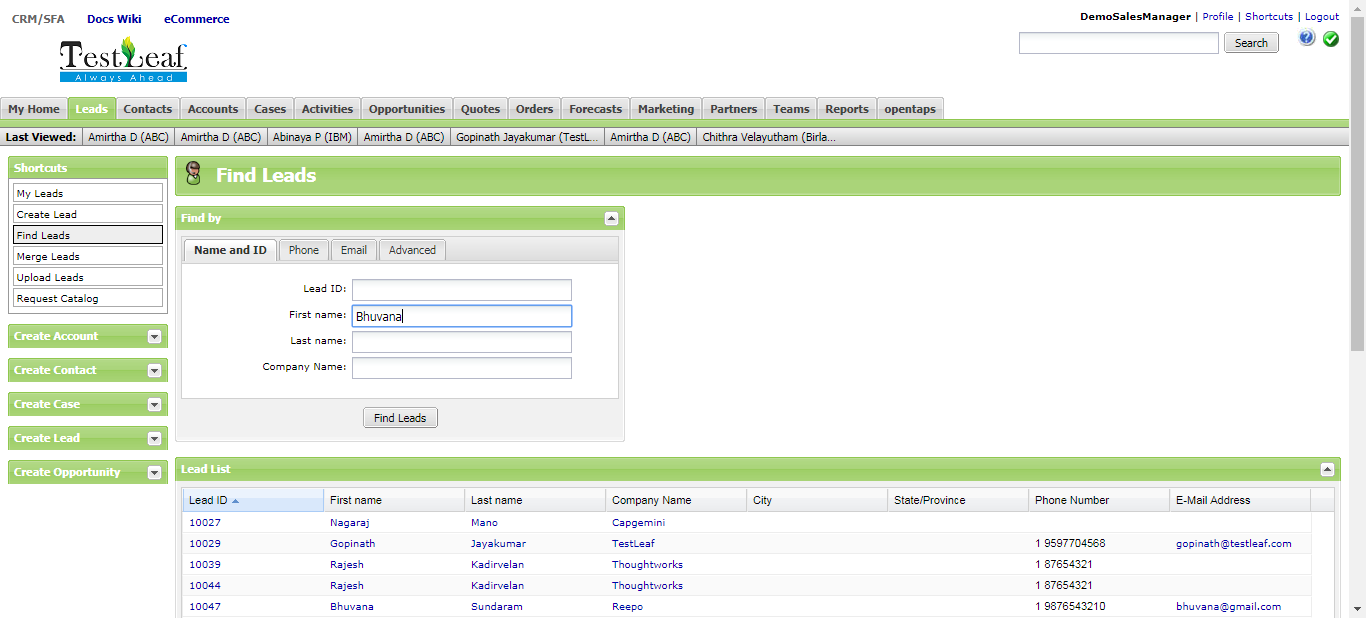 CRM/SFA Docs Wiki eCommerce
DemoSalesManager | Profile | Shortcuts | Logout
TestLeaf
Always Ahead
Search
?
My Home Leads Contacts Accounts Cases Activities Opportunities Quotes Orders Forecasts Marketing Partners Teams Reports opentaps
Last Viewed: Amirtha D (ABC) Amirtha D (ABC) Abinaya P (IBM) Amirtha D (ABC) Gopinath Jayakumar (TestL... Amirtha D (ABC) Chithra Velayutham (Birla...
Shortcuts
My Leads
Create Lead
Find Leads
Merge Leads
Upload Leads
Request Catalog
Create Account
Create Contact
Create Case
Create Lead
Create Opportunity
Find Leads
Find by
Name and ID Phone Email Advanced
Lead ID:
First name: Bhuvana
Last name:
Company Name:
Find Leads
Lead List
Lead ID First name Last name Company Name City State/Province Phone Number E-Mail Address
10027 Nagaraj Mano Capgemini
10029 Gopinath Jayakumar TestLeaf 1 9597704568 gopinath@testleaf.com
10039 Rajesh Kadirvelan Thoughtworks 1 87654321
10044 Rajesh Kadirvelan Thoughtworks 1 87654321
10047 Bhuvana Sundaram Reepo 1 9876543210 bhuvana@gmail.com